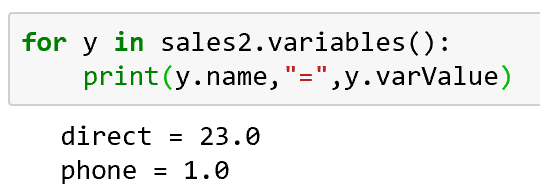 for y in sales2.variables():
    print(y.name,"=",y.varValue)
direct = 23.0
phone = 1.0